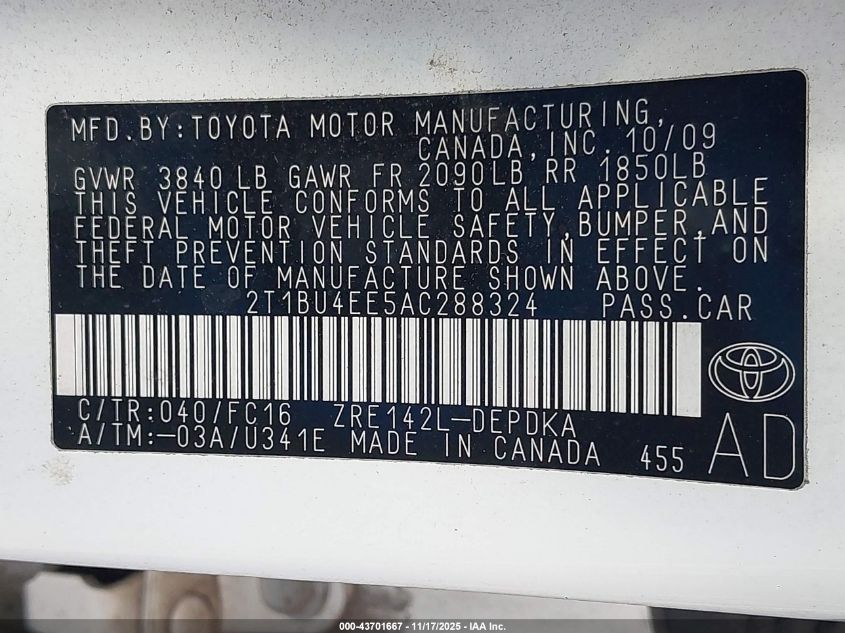 MFD.BY:TOYOTA MOTOR MANUFACTURING,
CANADA,INC. 10/09
GVWR 3840 LB GAWR FR 2090LB RR 1850LB
THIS VEHICLE CONFORMS TO ALL APPLICABLE
FEDERAL MOTOR VEHICLE SAFETY,BUMPER,AND
THEFT PREVENTION STANDARDS IN EFFECT ON
THE DATE OF MANUFACTURE SHOWN ABOVE.
2T1BU4EE5AC288324 PASS.CAR
C/TR:040/FC16 ZRE142L-DEPDKA
A/TM:-03A/U341E MADE IN CANADA 455 AD
000-43701667 - 11/17/2025 - IAA Inc.